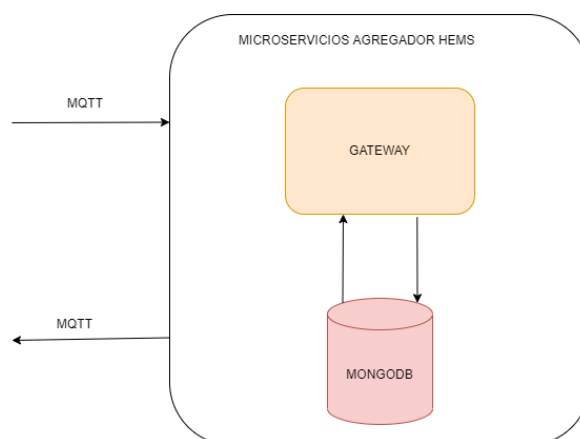 MICROSERVICIOS AGREGADOR HEMS
MQTT
GATEWAY
MQTT
MONGODB